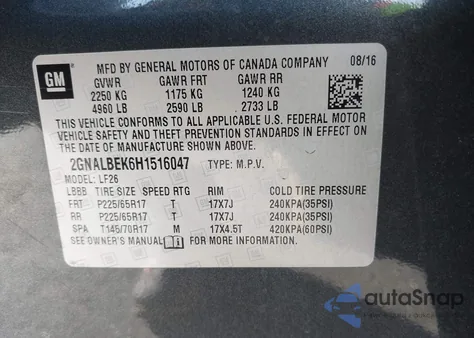 GM
MFD BY GENERAL MOTORS OF CANADA COMPANY 08/16
GVWR GAWR FRT GAWR RR
2250 KG 1175 KG 1240 KG
4960 LB 2590 LB 2733 LB
THIS VEHICLE CONFORMS TO ALL APPLICABLE U.S. FEDERAL MOTOR
VEHICLE SAFETY, BUMPER, AND THEFT PREVENTION STANDARDS IN EFFECT ON
THE DATE OF MANUFACTURE SHOWN ABOVE.
2GNALBEK6H1516047 TYPE: M.P.V.
MODEL: LF26
LBBB TIRE SIZE SPEED RTG RIM COLD TIRE PRESSURE
FRT P225/65R17 T 17X7J 240KPA(35PSI)
RR P225/65R17 T 17X7J 240KPA(35PSI)
SPA T145/70R17 M 17X4.5T 420KPA(60PSI)
SEE OWNER'S MANUAL FOR MORE INFORMATION.
autaSnap